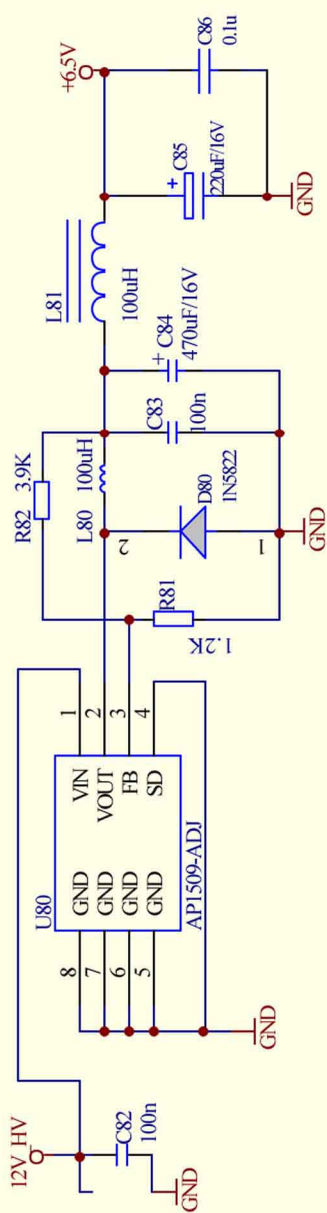 12V_HV
C82
100n
GND
U80
8 GND VIN 1
7 GND VOUT 2
6 GND FB 3
5 GND SD 4
AP1509-ADJ
GND
R82 3.9K
R81
1.2K
L80
100uH
2
1
D80
1N5822
GND
C83
100n
C84
+
470uF/16V
L81
100uH
+6.5V
+
C85
220uF/16V
C86
0.1u
GND